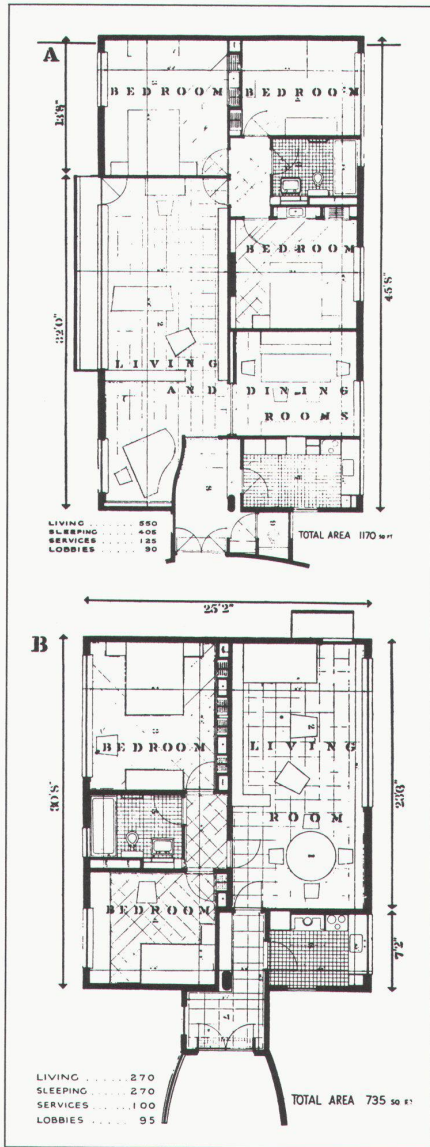 A
BEDROOM
BEDROOM
13'8"
BEDROOM
45'8"
32'0"
LIVING
AND DINING
ROOMS
LIVING ........ 550
SLEEPING ....... 405
SERVICES ....... 125
LOBBIES ........ 90
TOTAL AREA 1170 SQ FT
25'2"
B
BEDROOM
LIVING
30'8"
23'6"
ROOM
BEDROOM
7'2"
LIVING ...... 270
SLEEPING .... 270
SERVICES .... 100
LOBBIES ..... 95
TOTAL AREA 735 SQ FT